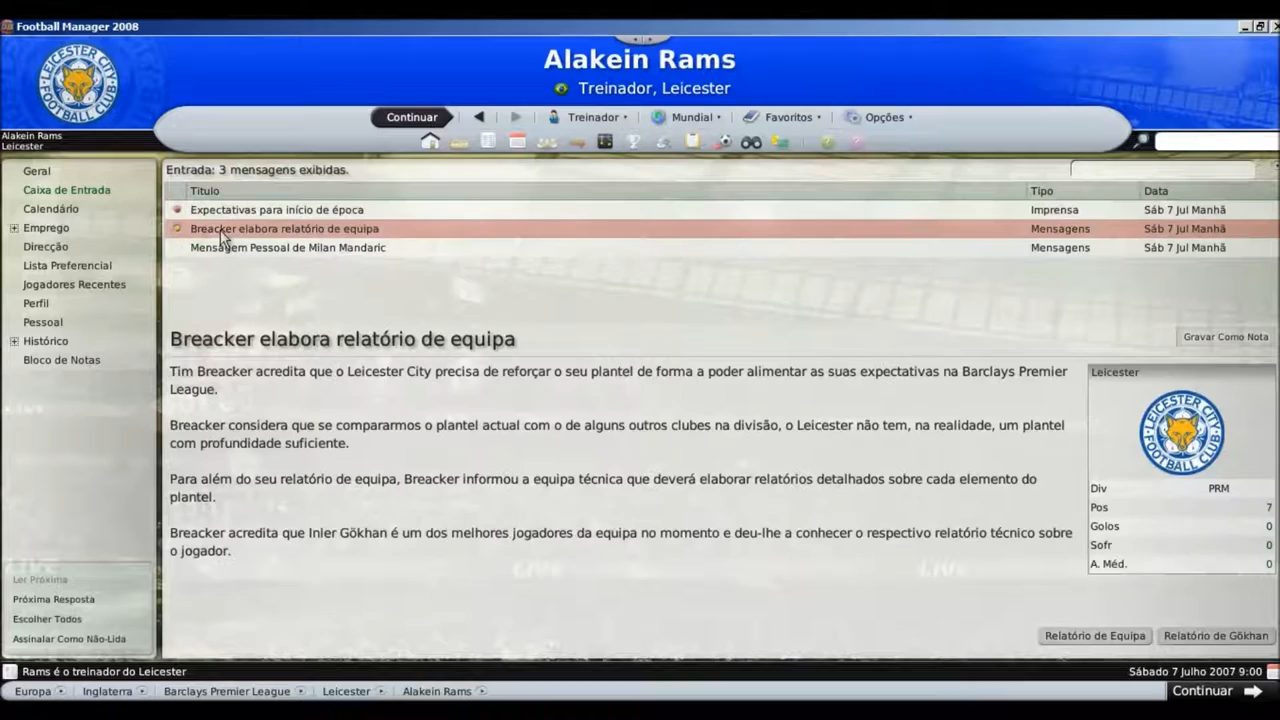 Football Manager 2008
LEICESTER CITY
FOOTBALL CLUB
Alakein Rams
Treinador, Leicester
Continuar
Treinador
Mundial
Favoritos
Opções
Alakein Rams
Leicester
Geral
Caixa de Entrada
Calendário
Emprego
Direcção
Lista Preferencial
Jogadores Recentes
Perfil
Pessoal
Histórico
Bloco de Notas
Ler Próxima
Próxima Resposta
Escolher Todos
Assinalar Como Não-Lida
Entrada: 3 mensagens exibidas.
Título Tipo Data
Expectativas para início de época Imprensa Sáb 7 Jul Manhã
Breacker elabora relatório de equipa Mensagens Sáb 7 Jul Manhã
Mensagem Pessoal de Milan Mandaric Mensagens Sáb 7 Jul Manhã
Breacker elabora relatório de equipa
Gravar Como Nota
Tim Breacker acredita que o Leicester City precisa de reforçar o seu plantel de forma a poder alimentar as suas expectativas na Barclays Premier
League.
Breacker considera que se compararmos o plantel actual com o de alguns outros clubes na divisão, o Leicester não tem, na realidade, um plantel
com profundidade suficiente.
Para além do seu relatório de equipa, Breacker informou a equipa técnica que deverá elaborar relatórios detalhados sobre cada elemento do
plantel.
Breacker acredita que Inler Gökhan é um dos melhores jogadores da equipa no momento e deu-lhe a conhecer o respectivo relatório técnico sobre
o jogador.
Leicester
LEICESTER CITY
FOOTBALL CLUB
Div PRM
Pos 7
Golos 0
Sofr 0
A. Méd. 0
LIVE
LIVE
LIVE
Relatório de Equipa
Relatório de Gökhan
Rams é o treinador do Leicester
Sábado 7 Julho 2007 9:00
Europa
Inglaterra
Barclays Premier League
Leicester
Alakein Rams
Continuar